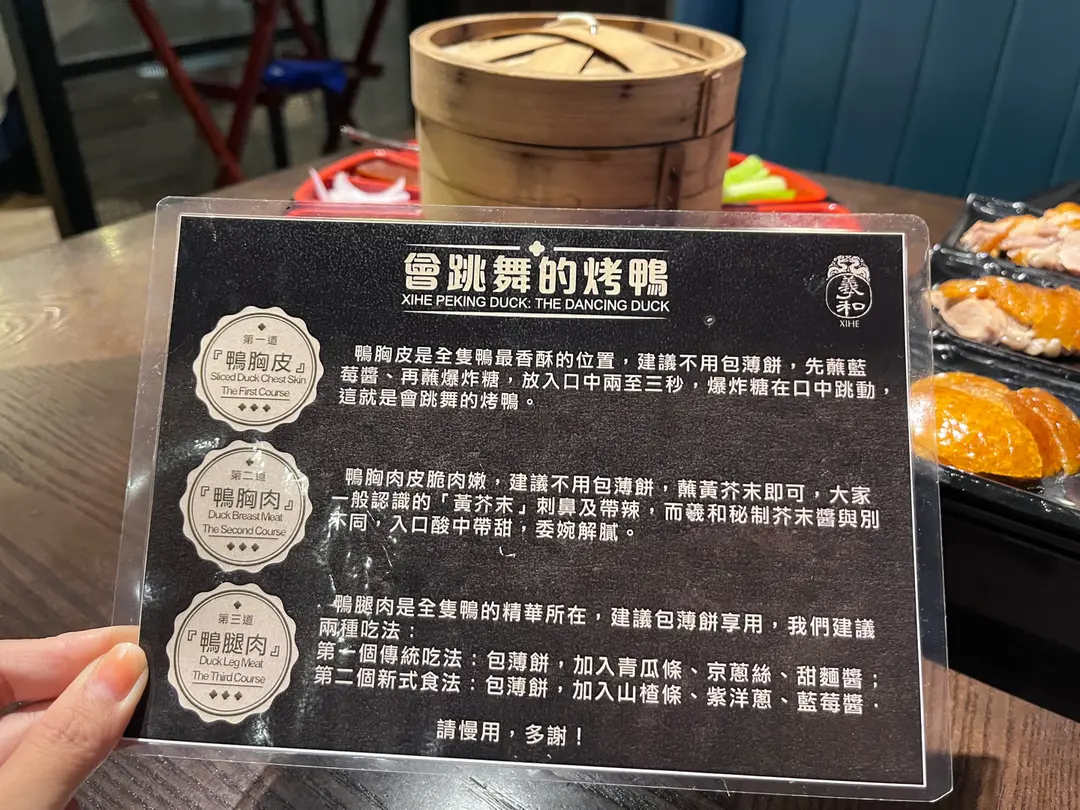 會跳舞的烤鴨
XIHE PEKING DUCK: THE DANCING DUCK
羲和
XIHE
第一道
『鴨胸皮』
Sliced Duck Chest Skin
The First Course
鴨胸皮是全隻鴨最香酥的位置，建議不用包薄餅，先蘸藍
莓醬、再蘸爆炸糖，放入口中兩至三秒，爆炸糖在口中跳動，
這就是會跳舞的烤鴨。
第二道
『鴨胸肉』
Duck Breast Meat
The Second Course
鴨胸肉皮脆肉嫩，建議不用包薄餅，蘸黃芥末即可，大家
一般認識的「黃芥末」刺鼻及帶辣，而羲和秘制芥末醬與別
不同，入口酸中帶甜，委婉解膩。
第三道
『鴨腿肉』
Duck Leg Meat
The Third Course
鴨腿肉是全隻鴨的精華所在，建議包薄餅享用，我們建議
兩種吃法：
第一個傳統吃法：包薄餅，加入青瓜條、京蔥絲、甜麵醬；
第二個新式食法：包薄餅，加入山楂條、紫洋蔥、藍莓醬．
請慢用，多謝！